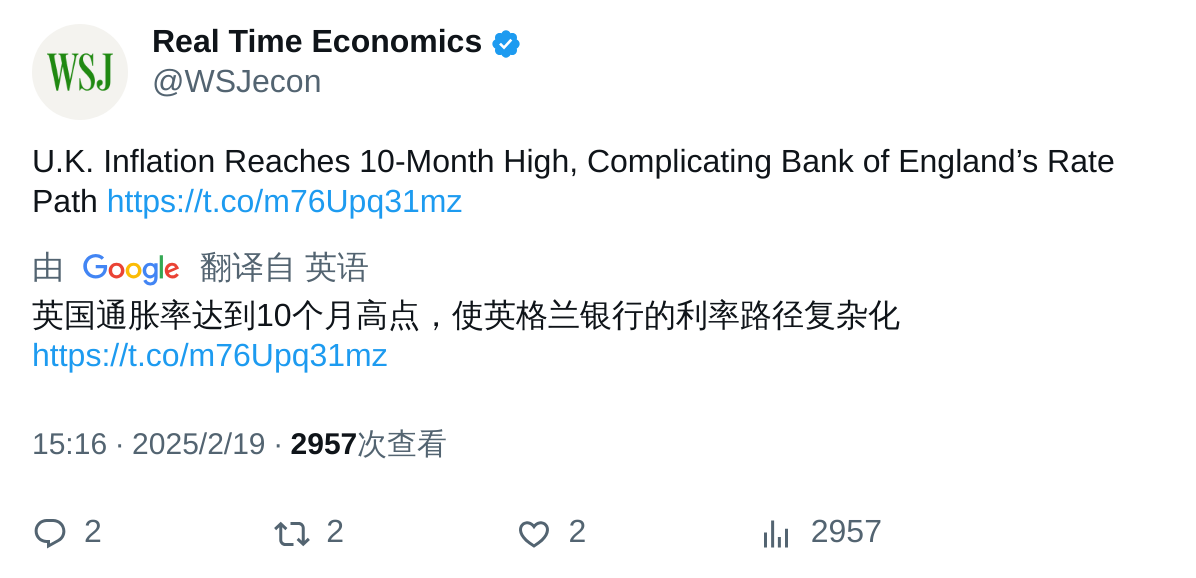 WSJ
Real Time Economics
@WSJecon
U.K. Inflation Reaches 10-Month High, Complicating Bank of England’s Rate
Path https://t.co/m76Upq31mz
由 Google 翻译自 英语
英国通胀率达到10个月高点，使英格兰银行的利率路径复杂化
https://t.co/m76Upq31mz
15:16 · 2025/2/19 · 2957次查看
2 2 2 2957